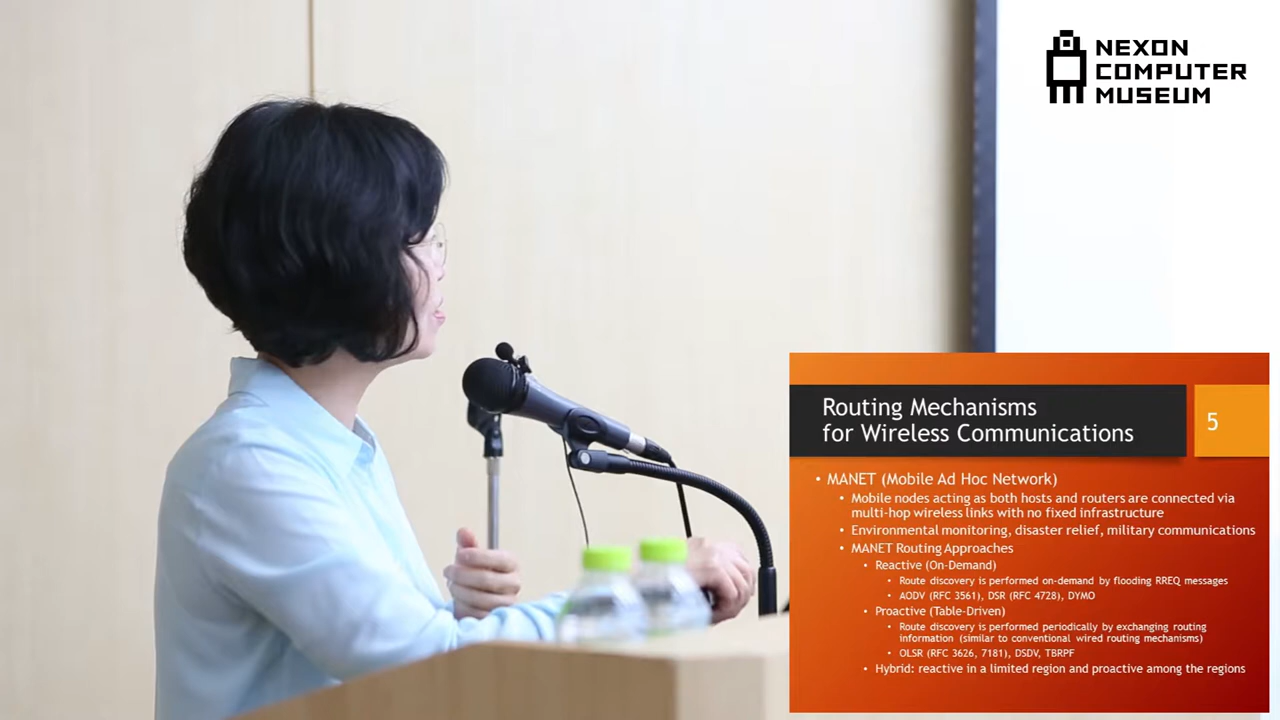 NEXON
COMPUTER
MUSEUM
Routing Mechanisms
for Wireless Communications
5
• MANET (Mobile Ad Hoc Network)
• Mobile nodes acting as both hosts and routers are connected via
multi-hop wireless links with no fixed infrastructure
• Environmental monitoring, disaster relief, military communications
• MANET Routing Approaches
• Reactive (On-Demand)
• Route discovery is performed on-demand by flooding RREQ messages
• AODV (RFC 3561), DSR (RFC 4728), DYMO
• Proactive (Table-Driven)
• Route discovery is performed periodically by exchanging routing
information (similar to conventional wired routing mechanisms)
• OLSR (RFC 3626, 7181), DSDV, TBRPF
• Hybrid: reactive in a limited region and proactive among the regions